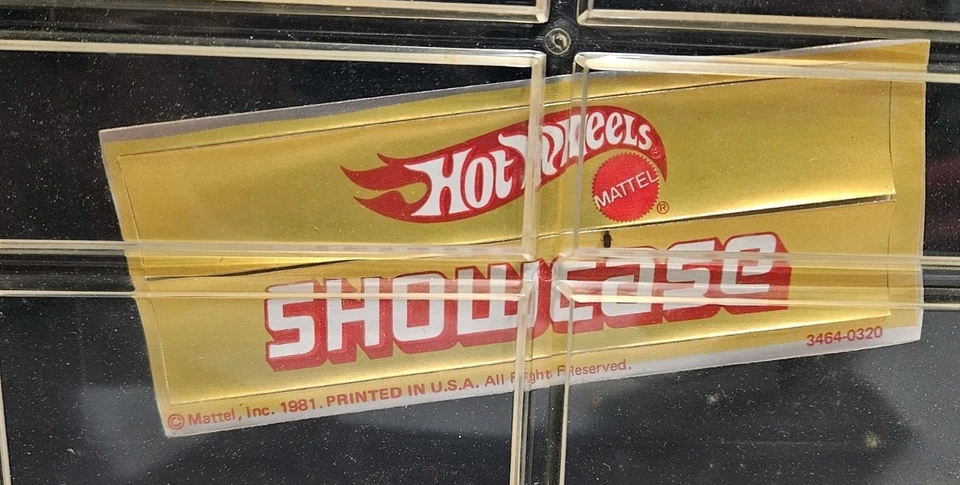 HOT WHEELS ®
MATTEL ®
SHOWCASE
3464-0320
© Mattel, Inc. 1981. PRINTED IN U.S.A. All Right Reserved.